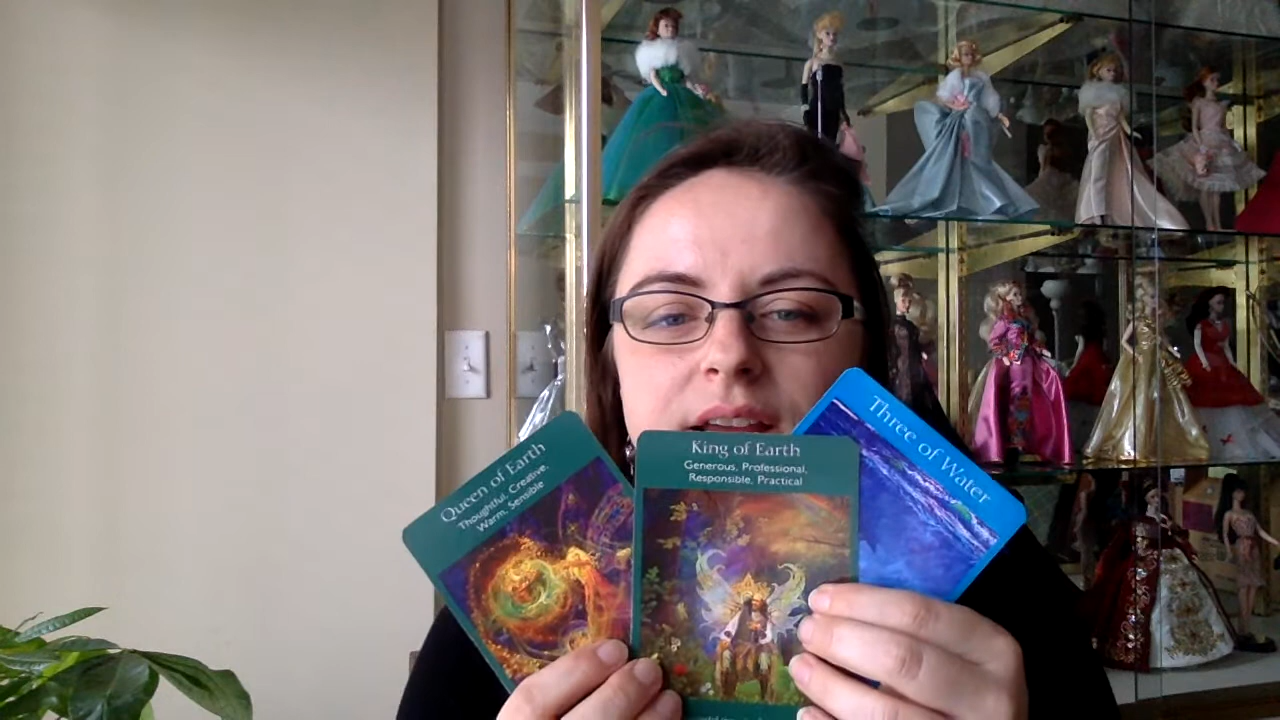 Queen of Earth
Thoughtful, Creative,
Warm, Sensible
King of Earth
Generous, Professional,
Responsible, Practical
Three of Water